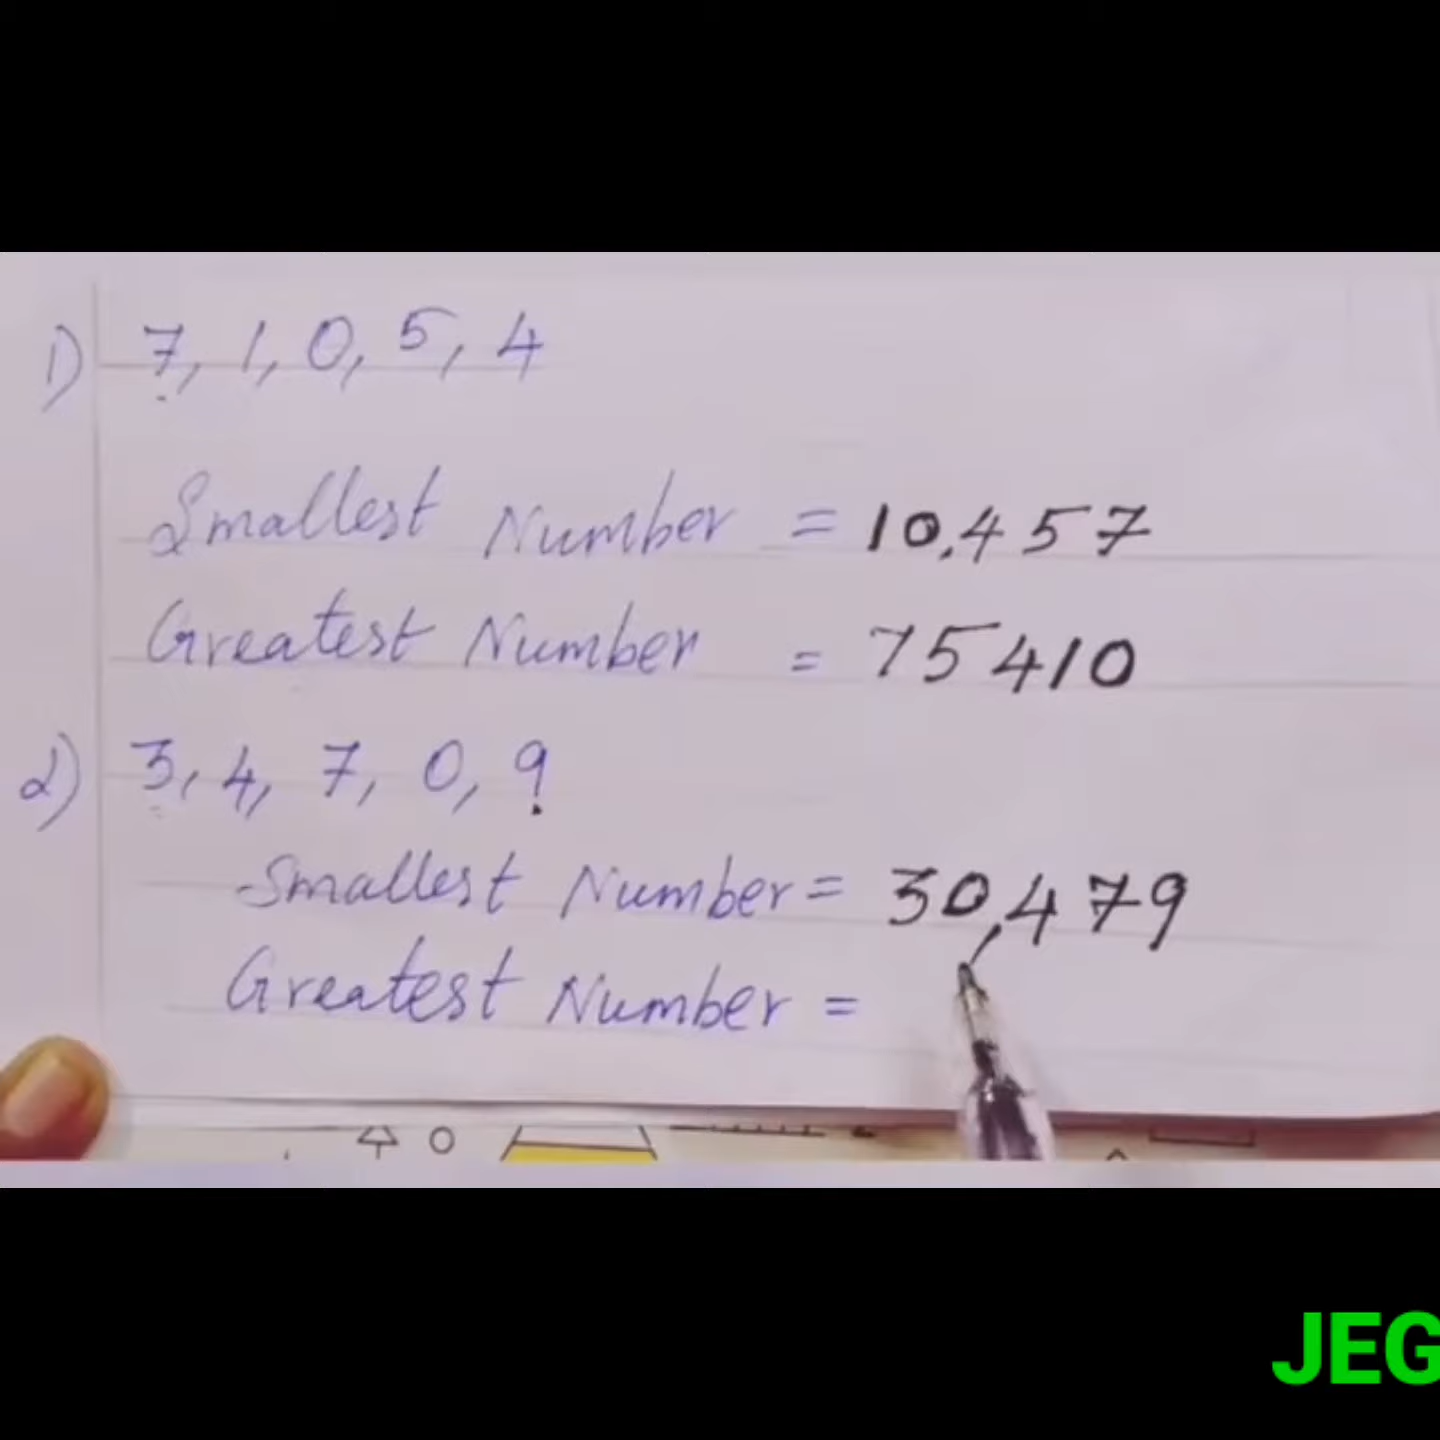 1) 7, 1, 0, 5, 4
Smallest Number = 10,457
Greatest Number = 75410
2) 3, 4, 7, 0, 9
Smallest Number = 30,479
Greatest Number =
JEG